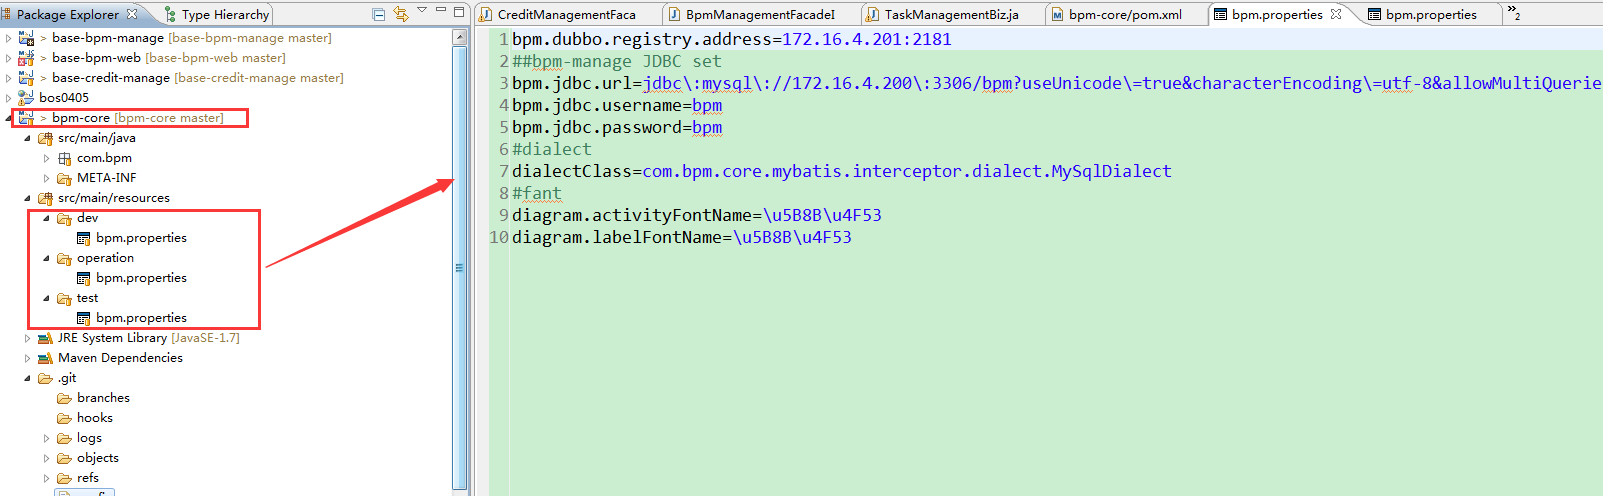 Package Explorer
Type Hierarchy
> base-bpm-manage [base-bpm-manage master]
> base-bpm-web [base-bpm-web master]
> base-credit-manage [base-credit-manage master]
bos0405
> bpm-core [bpm-core master]
src/main/java
com.bpm
META-INF
src/main/resources
dev
bpm.properties
operation
bpm.properties
test
bpm.properties
JRE System Library [JavaSE-1.7]
Maven Dependencies
.git
branches
hooks
logs
objects
refs
CreditManagementFaca
BpmManagementFacadeI
TaskManagementBiz.ja
bpm-core/pom.xml
bpm.properties
bpm.properties
»2
1 bpm.dubbo.registry.address=172.16.4.201:2181
2 ##bpm-manage JDBC set
3 bpm.jdbc.url=jdbc\:mysql\://172.16.4.200\:3306/bpm?useUnicode\=true&characterEncoding\=utf-8&allowMultiQuerie
4 bpm.jdbc.username=bpm
5 bpm.jdbc.password=bpm
6 #dialect
7 dialectClass=com.bpm.core.mybatis.interceptor.dialect.MySqlDialect
8 #fant
9 diagram.activityFontName=\u5B8B\u4F53
10 diagram.labelFontName=\u5B8B\u4F53